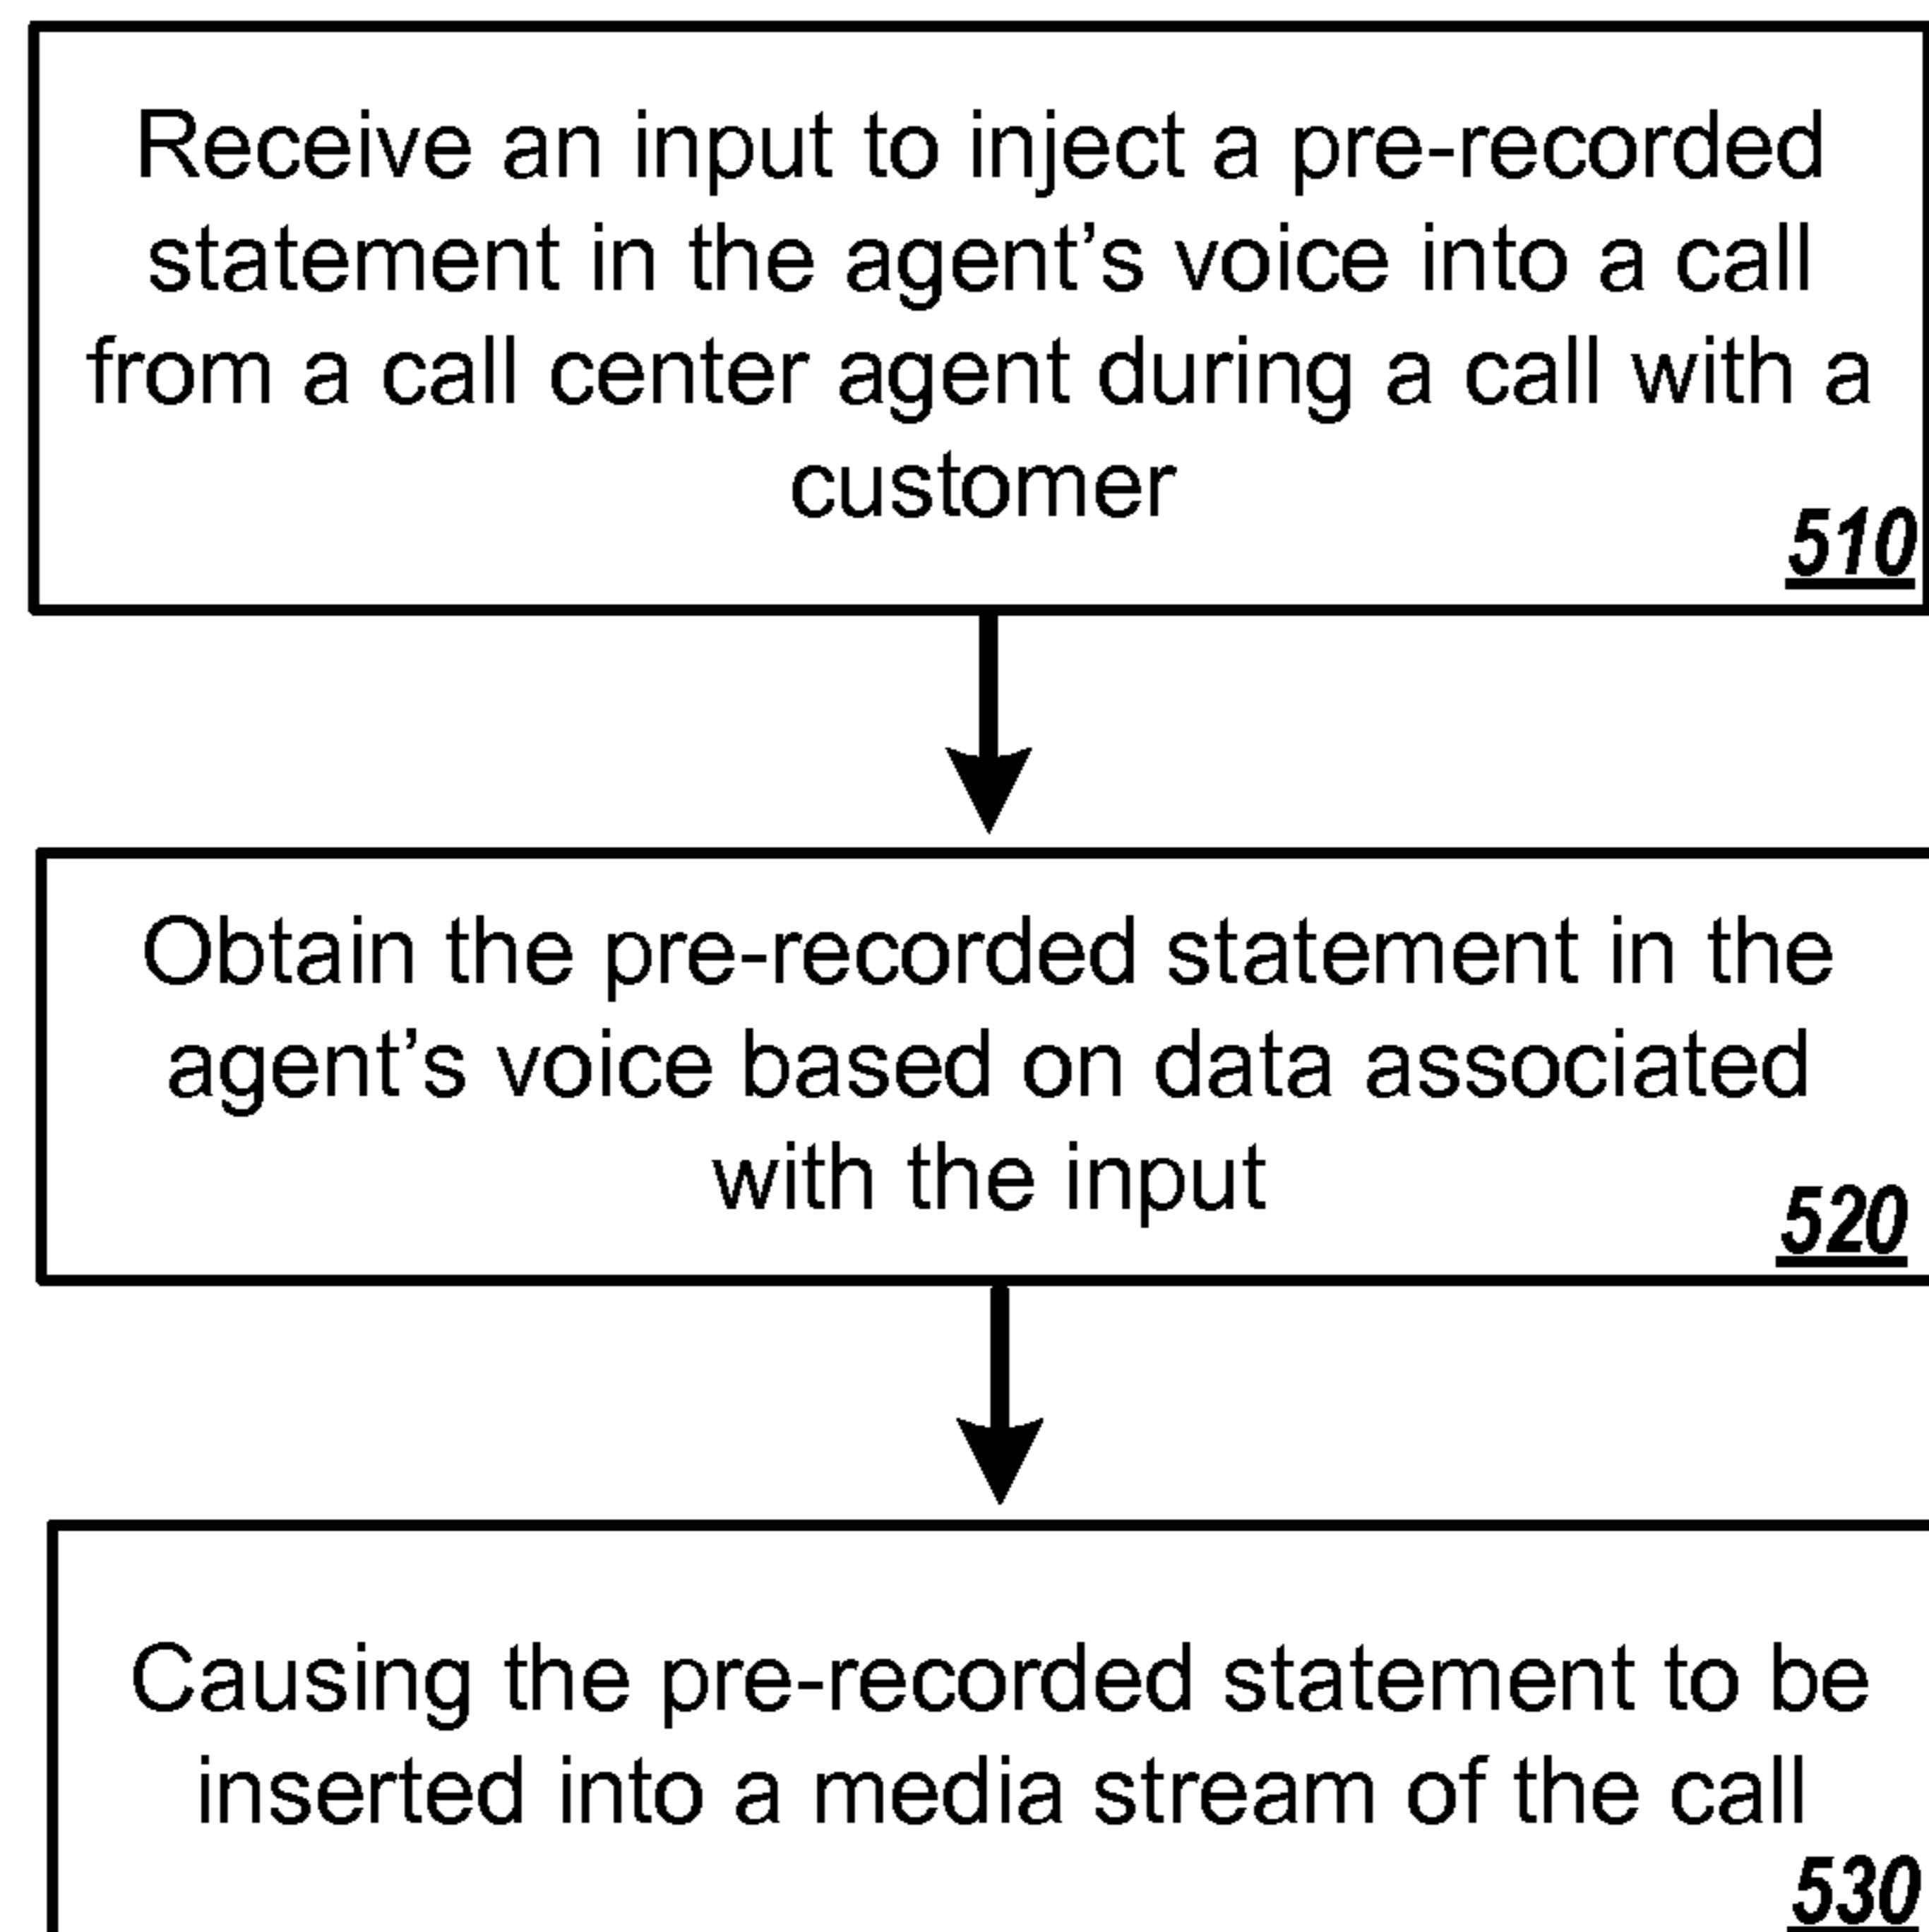 Receive an input to inject a pre-recorded
statement in the agent’s voice into a call
from a call center agent during a call with a
customer
510
Obtain the pre-recorded statement in the
agent’s voice based on data associated
with the input
520
Causing the pre-recorded statement to be
inserted into a media stream of the call
530